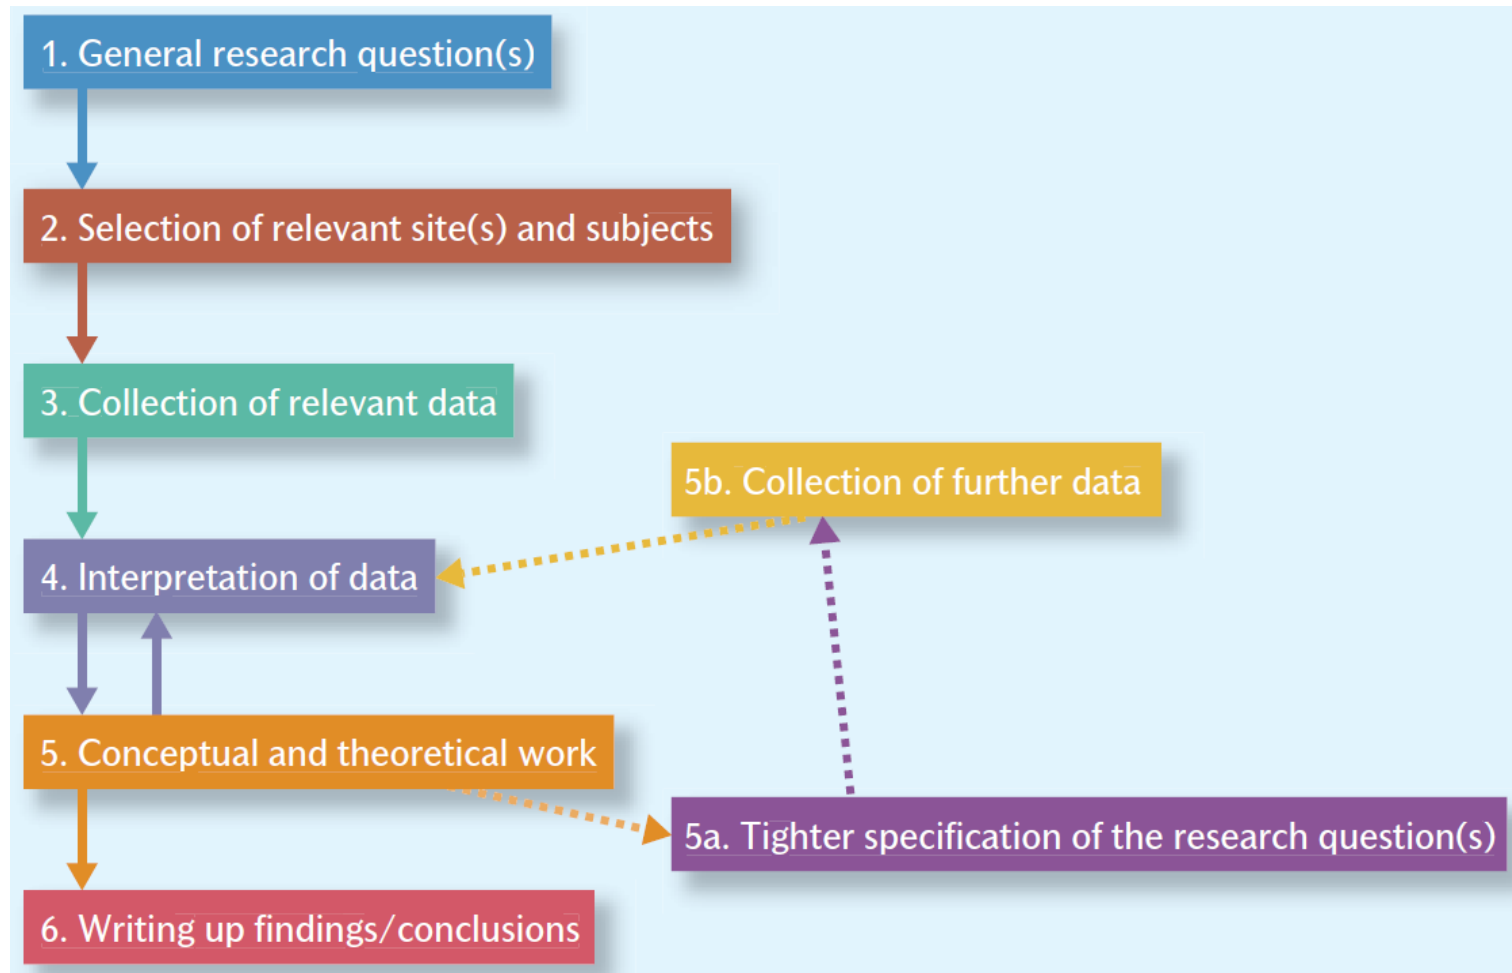 1. General research question(s)
2. Selection of relevant site(s) and subjects
3. Collection of relevant data
5b. Collection of further data
4. Interpretation of data
5. Conceptual and theoretical work
5a. Tighter specification of the research question(s)
6. Writing up findings/conclusions